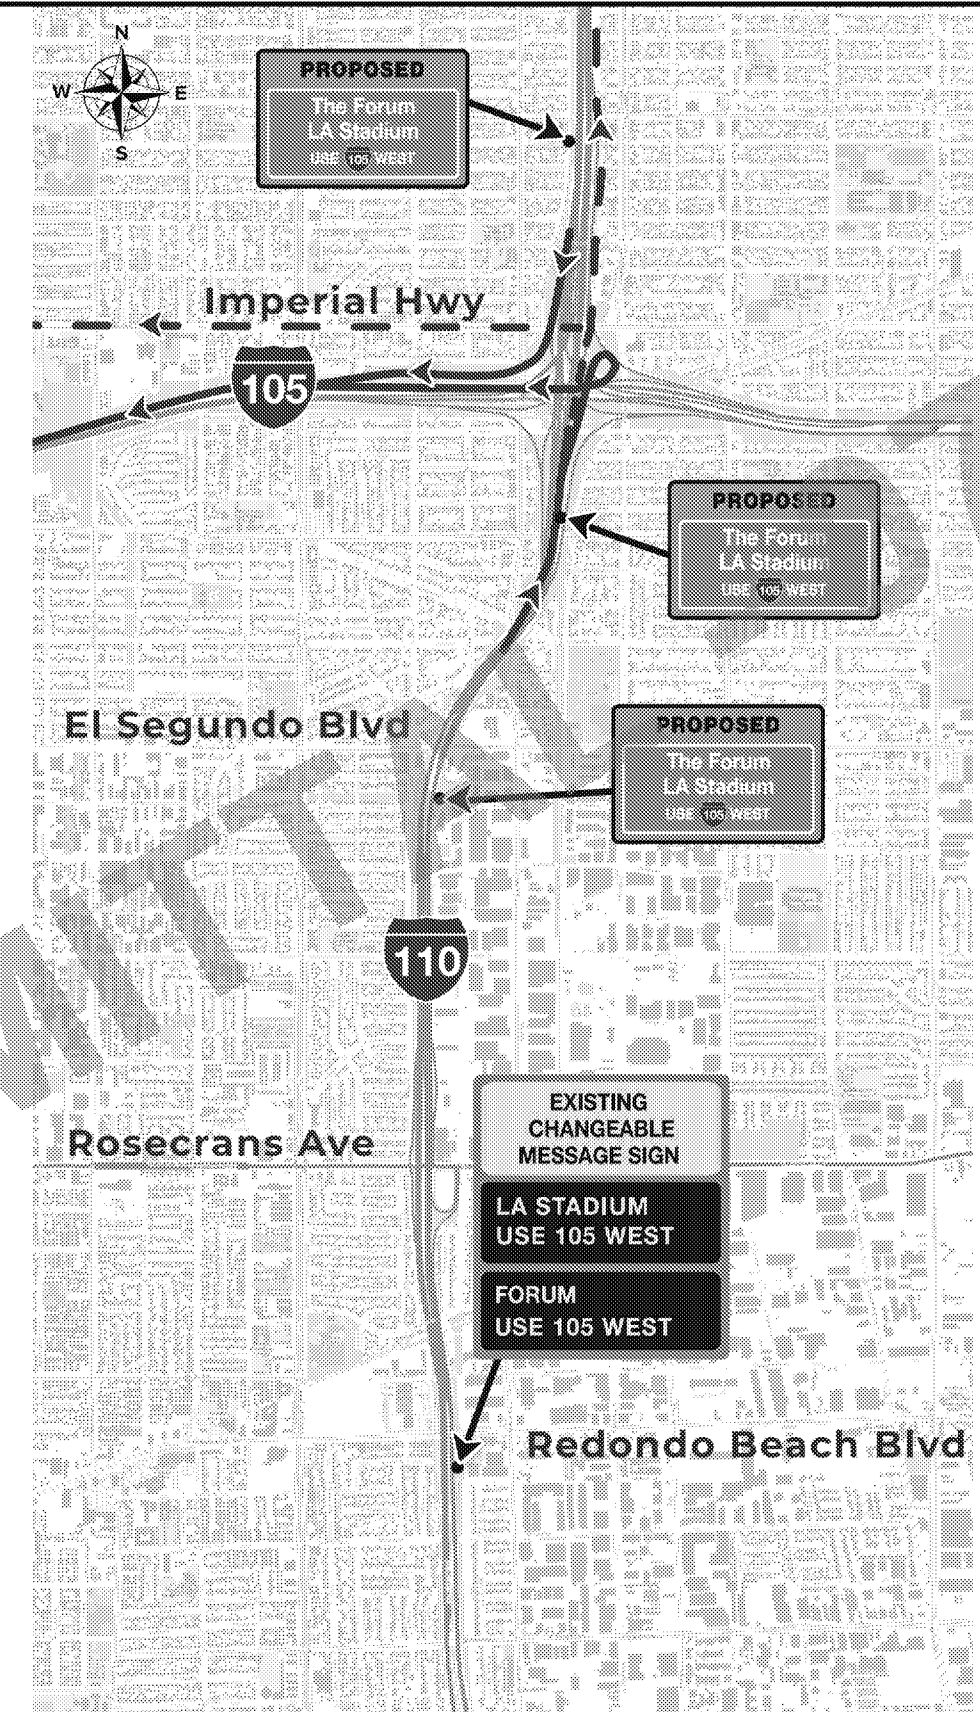 N
W E
S
PROPOSED
The Forum
LA Stadium
USE 105 WEST
Imperial Hwy
105
PROPOSED
The Forum
LA Stadium
USE 105 WEST
El Segundo Blvd
PROPOSED
The Forum
LA Stadium
USE 105 WEST
110
EXISTING
CHANGEABLE
MESSAGE SIGN
Rosecrans Ave
LA STADIUM
USE 105 WEST
FORUM
USE 105 WEST
Redondo Beach Blvd